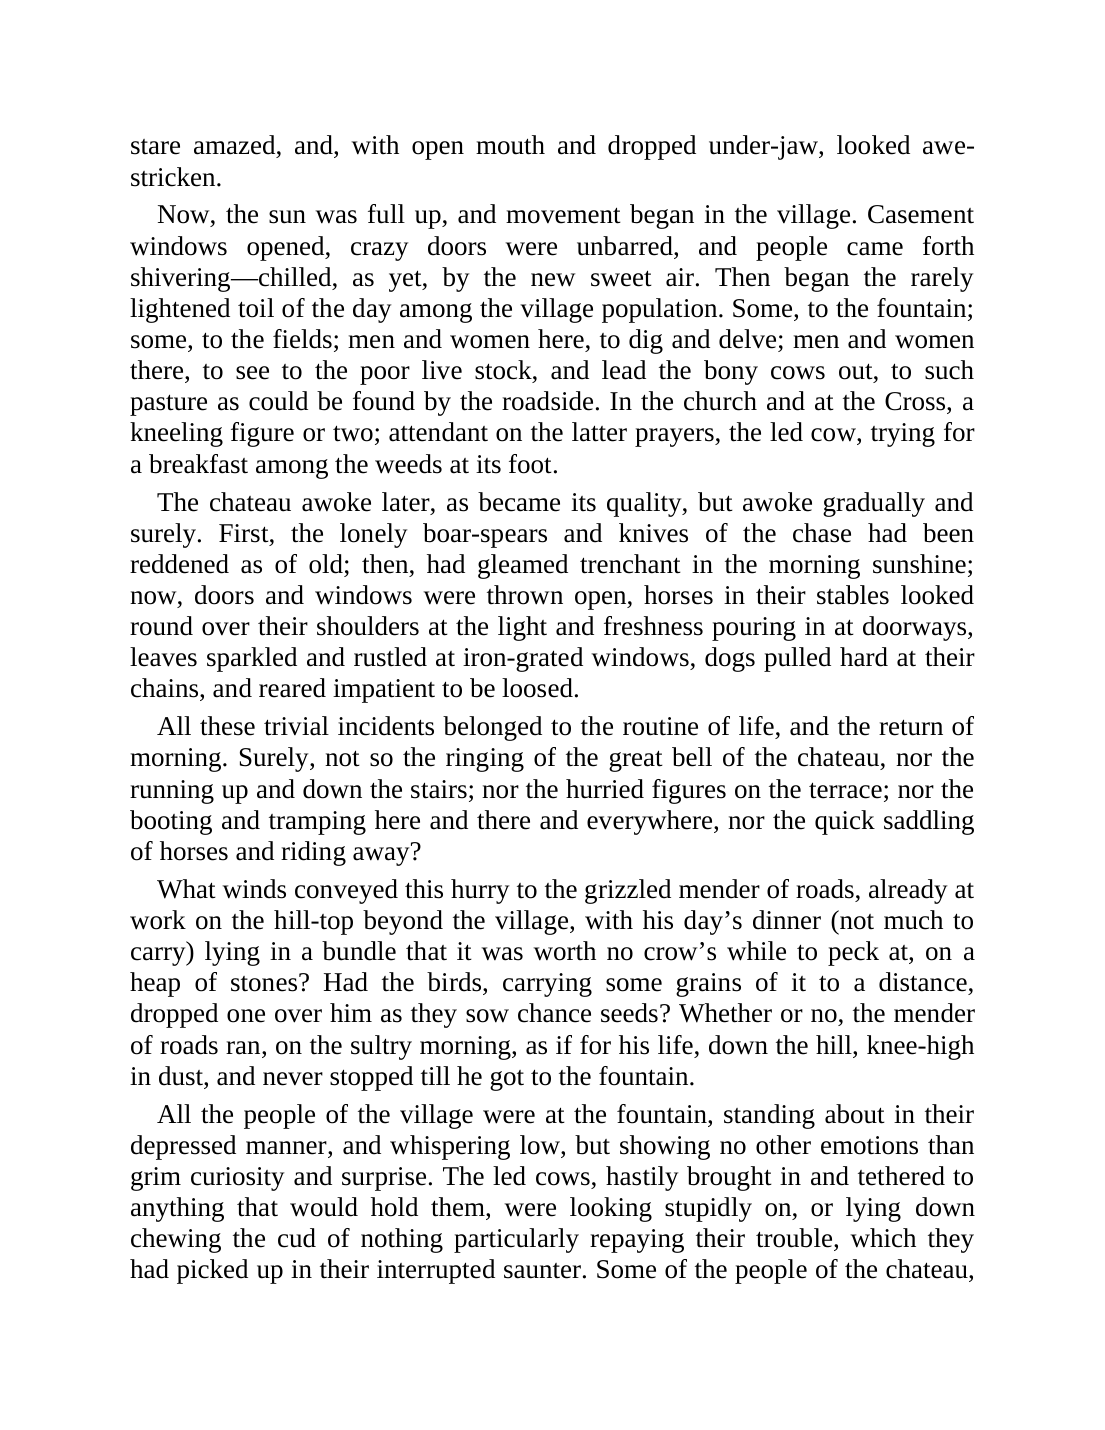 stare amazed, and, with open mouth and dropped under-jaw, looked awe-
stricken.
Now, the sun was full up, and movement began in the village. Casement
windows opened, crazy doors were unbarred, and people came forth
shivering—chilled, as yet, by the new sweet air. Then began the rarely
lightened toil of the day among the village population. Some, to the fountain;
some, to the fields; men and women here, to dig and delve; men and women
there, to see to the poor live stock, and lead the bony cows out, to such
pasture as could be found by the roadside. In the church and at the Cross, a
kneeling figure or two; attendant on the latter prayers, the led cow, trying for
a breakfast among the weeds at its foot.
The chateau awoke later, as became its quality, but awoke gradually and
surely. First, the lonely boar-spears and knives of the chase had been
reddened as of old; then, had gleamed trenchant in the morning sunshine;
now, doors and windows were thrown open, horses in their stables looked
round over their shoulders at the light and freshness pouring in at doorways,
leaves sparkled and rustled at iron-grated windows, dogs pulled hard at their
chains, and reared impatient to be loosed.
All these trivial incidents belonged to the routine of life, and the return of
morning. Surely, not so the ringing of the great bell of the chateau, nor the
running up and down the stairs; nor the hurried figures on the terrace; nor the
booting and tramping here and there and everywhere, nor the quick saddling
of horses and riding away?
What winds conveyed this hurry to the grizzled mender of roads, already at
work on the hill-top beyond the village, with his day’s dinner (not much to
carry) lying in a bundle that it was worth no crow’s while to peck at, on a
heap of stones? Had the birds, carrying some grains of it to a distance,
dropped one over him as they sow chance seeds? Whether or no, the mender
of roads ran, on the sultry morning, as if for his life, down the hill, knee-high
in dust, and never stopped till he got to the fountain.
All the people of the village were at the fountain, standing about in their
depressed manner, and whispering low, but showing no other emotions than
grim curiosity and surprise. The led cows, hastily brought in and tethered to
anything that would hold them, were looking stupidly on, or lying down
chewing the cud of nothing particularly repaying their trouble, which they
had picked up in their interrupted saunter. Some of the people of the chateau,